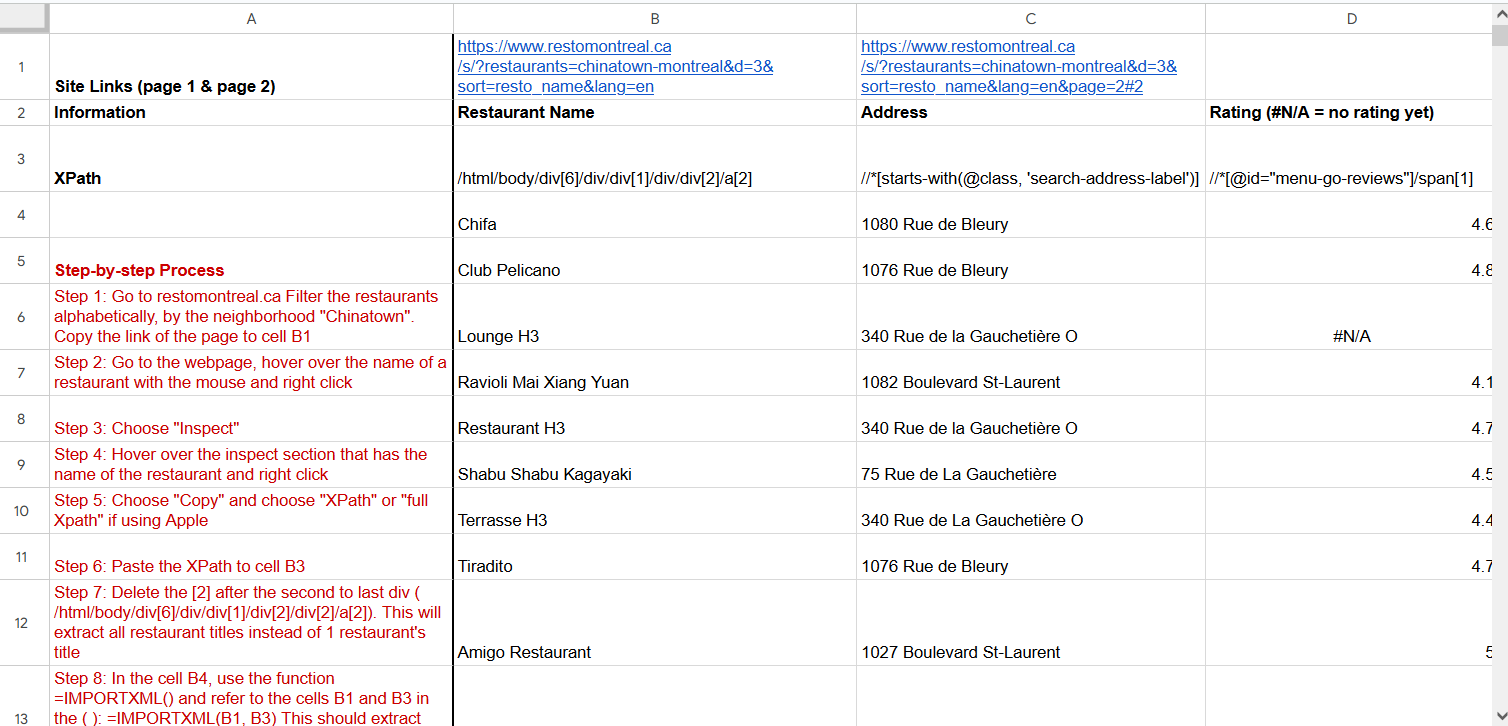 A B C D
1 Site Links (page 1 & page 2) https://www.restomontreal.ca https://www.restomontreal.ca
/s/?restaurants=chinatown-montreal&d=3& /s/?restaurants=chinatown-montreal&d=3&
sort=resto_name&lang=en sort=resto_name&lang=en&page=2#2
2 Information Restaurant Name Address Rating (#N/A = no rating yet)
3 XPath /html/body/div[6]/div/div[1]/div/div[2]/a[2] //*[starts-with(@class, 'search-address-label')] //*[@id="menu-go-reviews"]/span[1]
4 Chifa 1080 Rue de Bleury 4.6
5 Step-by-step Process Club Pelicano 1076 Rue de Bleury 4.8
Step 1: Go to restomontreal.ca Filter the restaurants
alphabetically, by the neighborhood "Chinatown".
6 Copy the link of the page to cell B1 Lounge H3 340 Rue de la Gauchetière O #N/A
Step 2: Go to the webpage, hover over the name of a
7 restaurant with the mouse and right click Ravioli Mai Xiang Yuan 1082 Boulevard St-Laurent 4.1
8 Step 3: Choose "Inspect" Restaurant H3 340 Rue de la Gauchetière O 4.7
Step 4: Hover over the inspect section that has the
9 name of the restaurant and right click Shabu Shabu Kagayaki 75 Rue de La Gauchetière 4.5
Step 5: Choose "Copy" and choose "XPath" or "full
10 Xpath" if using Apple Terrasse H3 340 Rue de La Gauchetière O 4.4
11 Step 6: Paste the XPath to cell B3 Tiradito 1076 Rue de Bleury 4.7
Step 7: Delete the [2] after the second to last div (
/html/body/div[6]/div/div[1]/div[2]/div[2]/a[2]). This will
extract all restaurant titles instead of 1 restaurant's
12 title Amigo Restaurant 1027 Boulevard St-Laurent 5
Step 8: In the cell B4, use the function
=IMPORTXML() and refer to the cells B1 and B3 in
13 the ( ): =IMPORTXML(B1, B3) This should extract